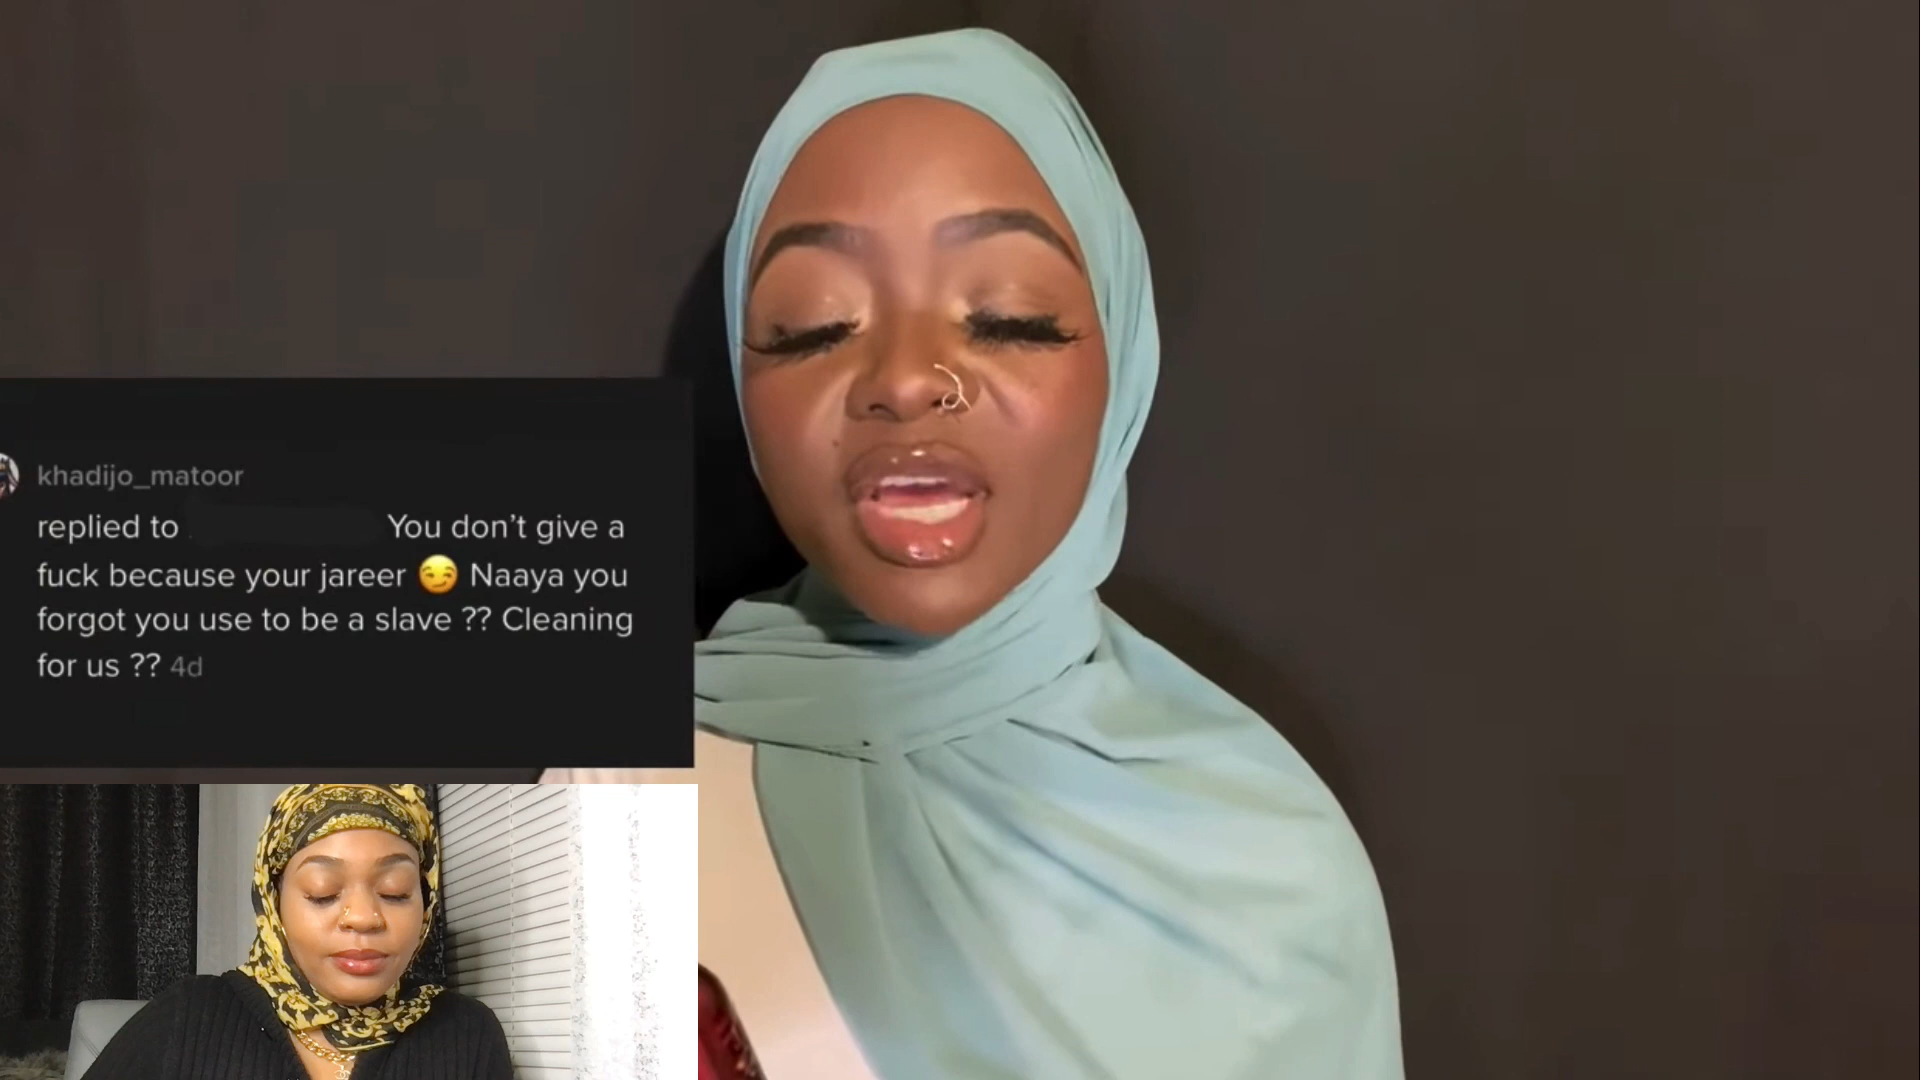 khadijo_matoor
replied to You don't give a
fuck because your jareer 😏 Naaya you
forgot you use to be a slave ?? Cleaning
for us ?? 4d